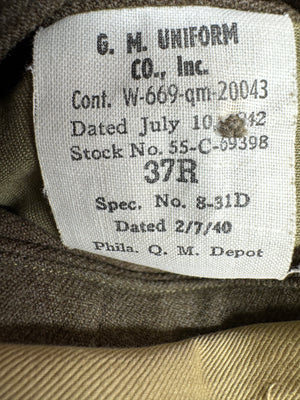 G. M. UNIFORM
CO., Inc.
Cont. W-669-qm-20043
Dated July 10, 1942
Stock No. 55-C-69398
37R
Spec. No. 8-31D
Dated 2/7/40
Phila. Q. M. Depot